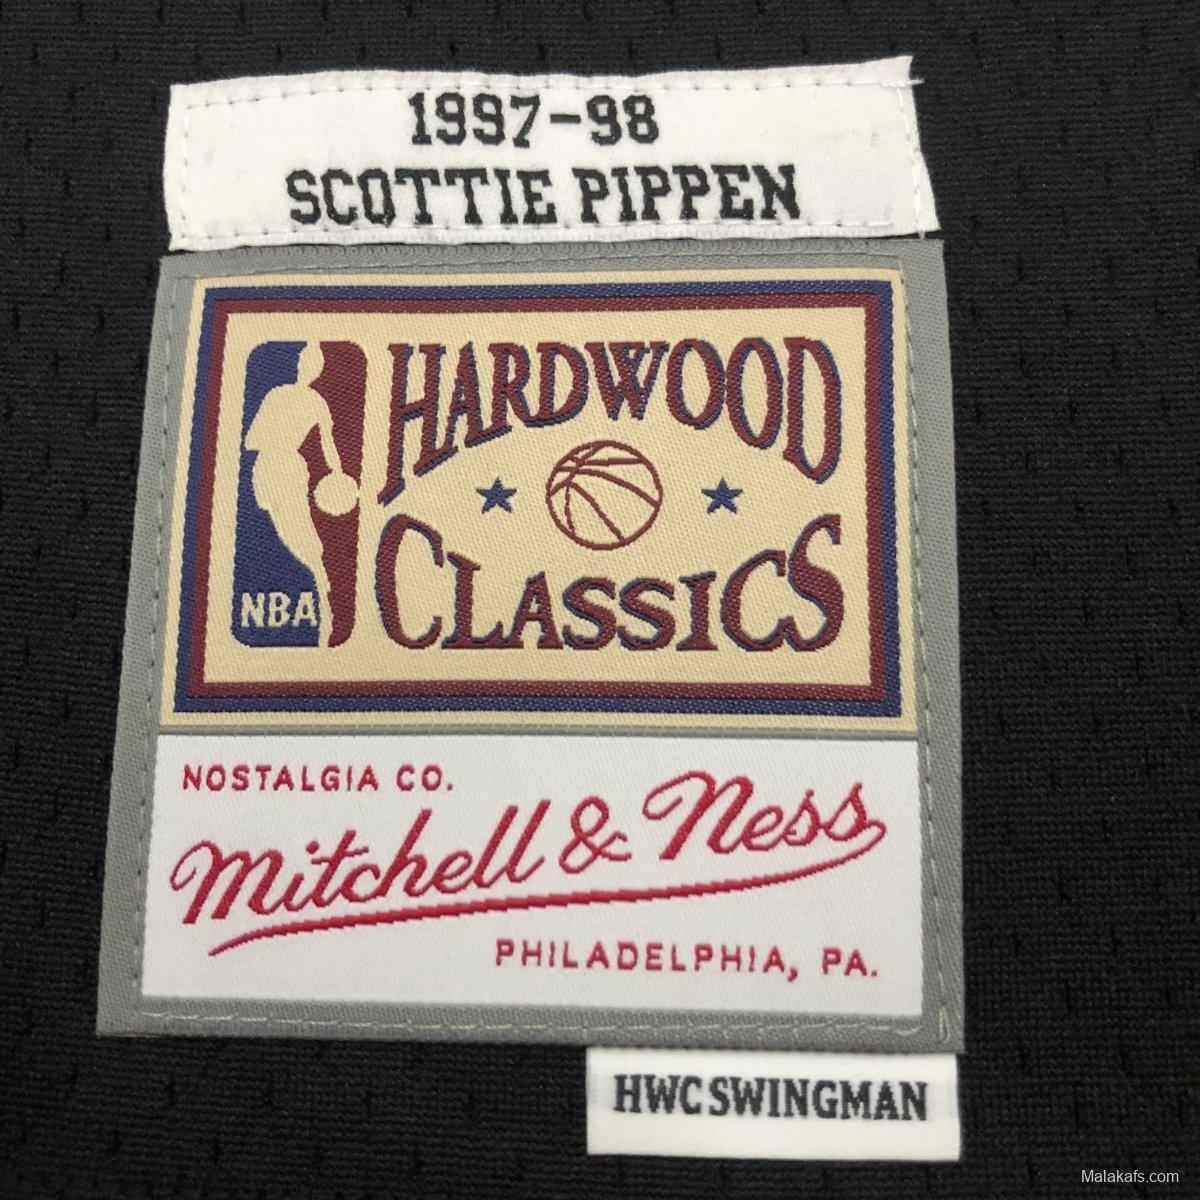 1997-98
SCOTTIE PIPPEN
HARDWOOD
CLASSICS
NBA
NOSTALGIA CO.
Mitchell & Ness
PHILADELPHIA, PA.
HWC SWINGMAN
Malakafs.com